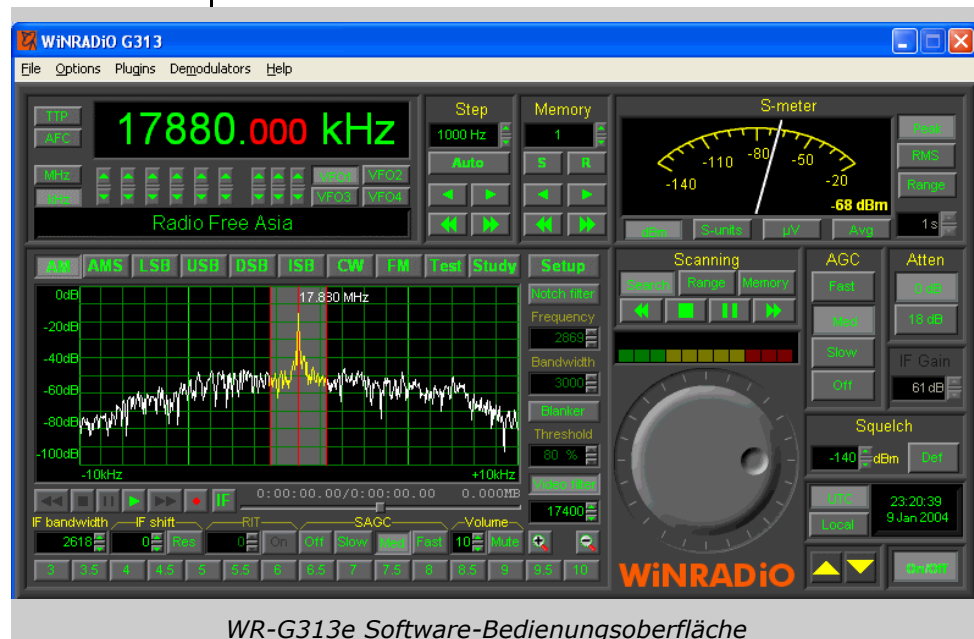 WiNRADiO G313
File Options Plugins Demodulators Help
TTP
AFC
17880.000 kHz
MHz
kHz
VFO1 VFO2
VFO3 VFO4
Radio Free Asia
Step
1000 Hz
Auto
Memory
1
S R
S-meter
-140 -110 -80 -50 -20
-68 dBm
dBm S-units µV Avg
Peak
RMS
Range
1 s
AM AMS LSB USB DSB ISB CW FM Test Study Setup
0dB
-20dB
-40dB
-60dB
-80dB
-100dB
17.880 MHz
-10kHz +10kHz
Notch filter
Frequency
2869
Bandwidth
3000
Blanker
Threshold
80 %
Video filter
17400
IF 0:00:00.00/0:00:00.00 0.000MB
IF bandwidth IF shift RIT SAGC Volume
2618 0 Res 0 On Off Slow Med Fast 10 Mute
3 3.5 4 4.5 5 5.5 6 6.5 7 7.5 8 8.5 9 9.5 10
Scanning
Search Range Memory
AGC
Fast
Med
Slow
Off
Atten
0 dB
18 dB
IF Gain
61 dB
Squelch
-140 dBm Def
UTC
Local
23:20:39
9 Jan 2004
WiNRADiO
On/Off
WR-G313e Software-Bedienungsoberfläche